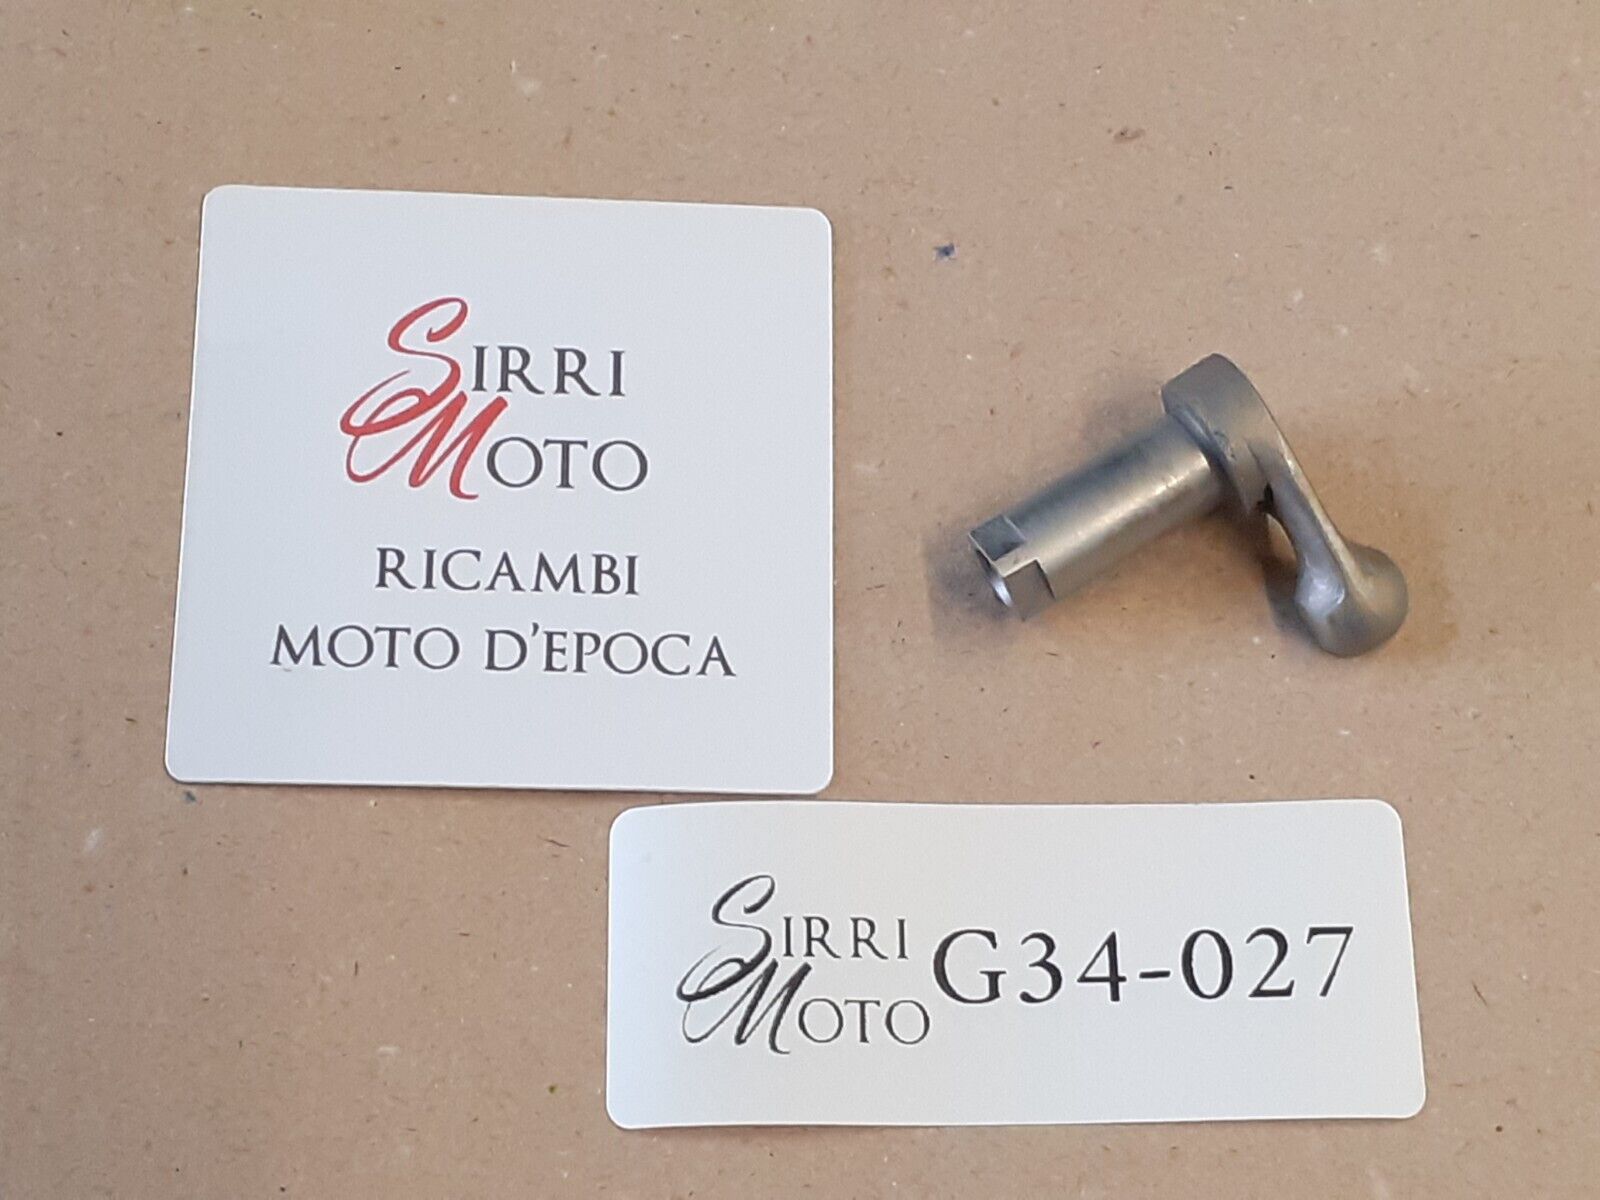 SIRRI
MOTO
RICAMBI
MOTO D'EPOCA
SIRRI
MOTO
G34-027